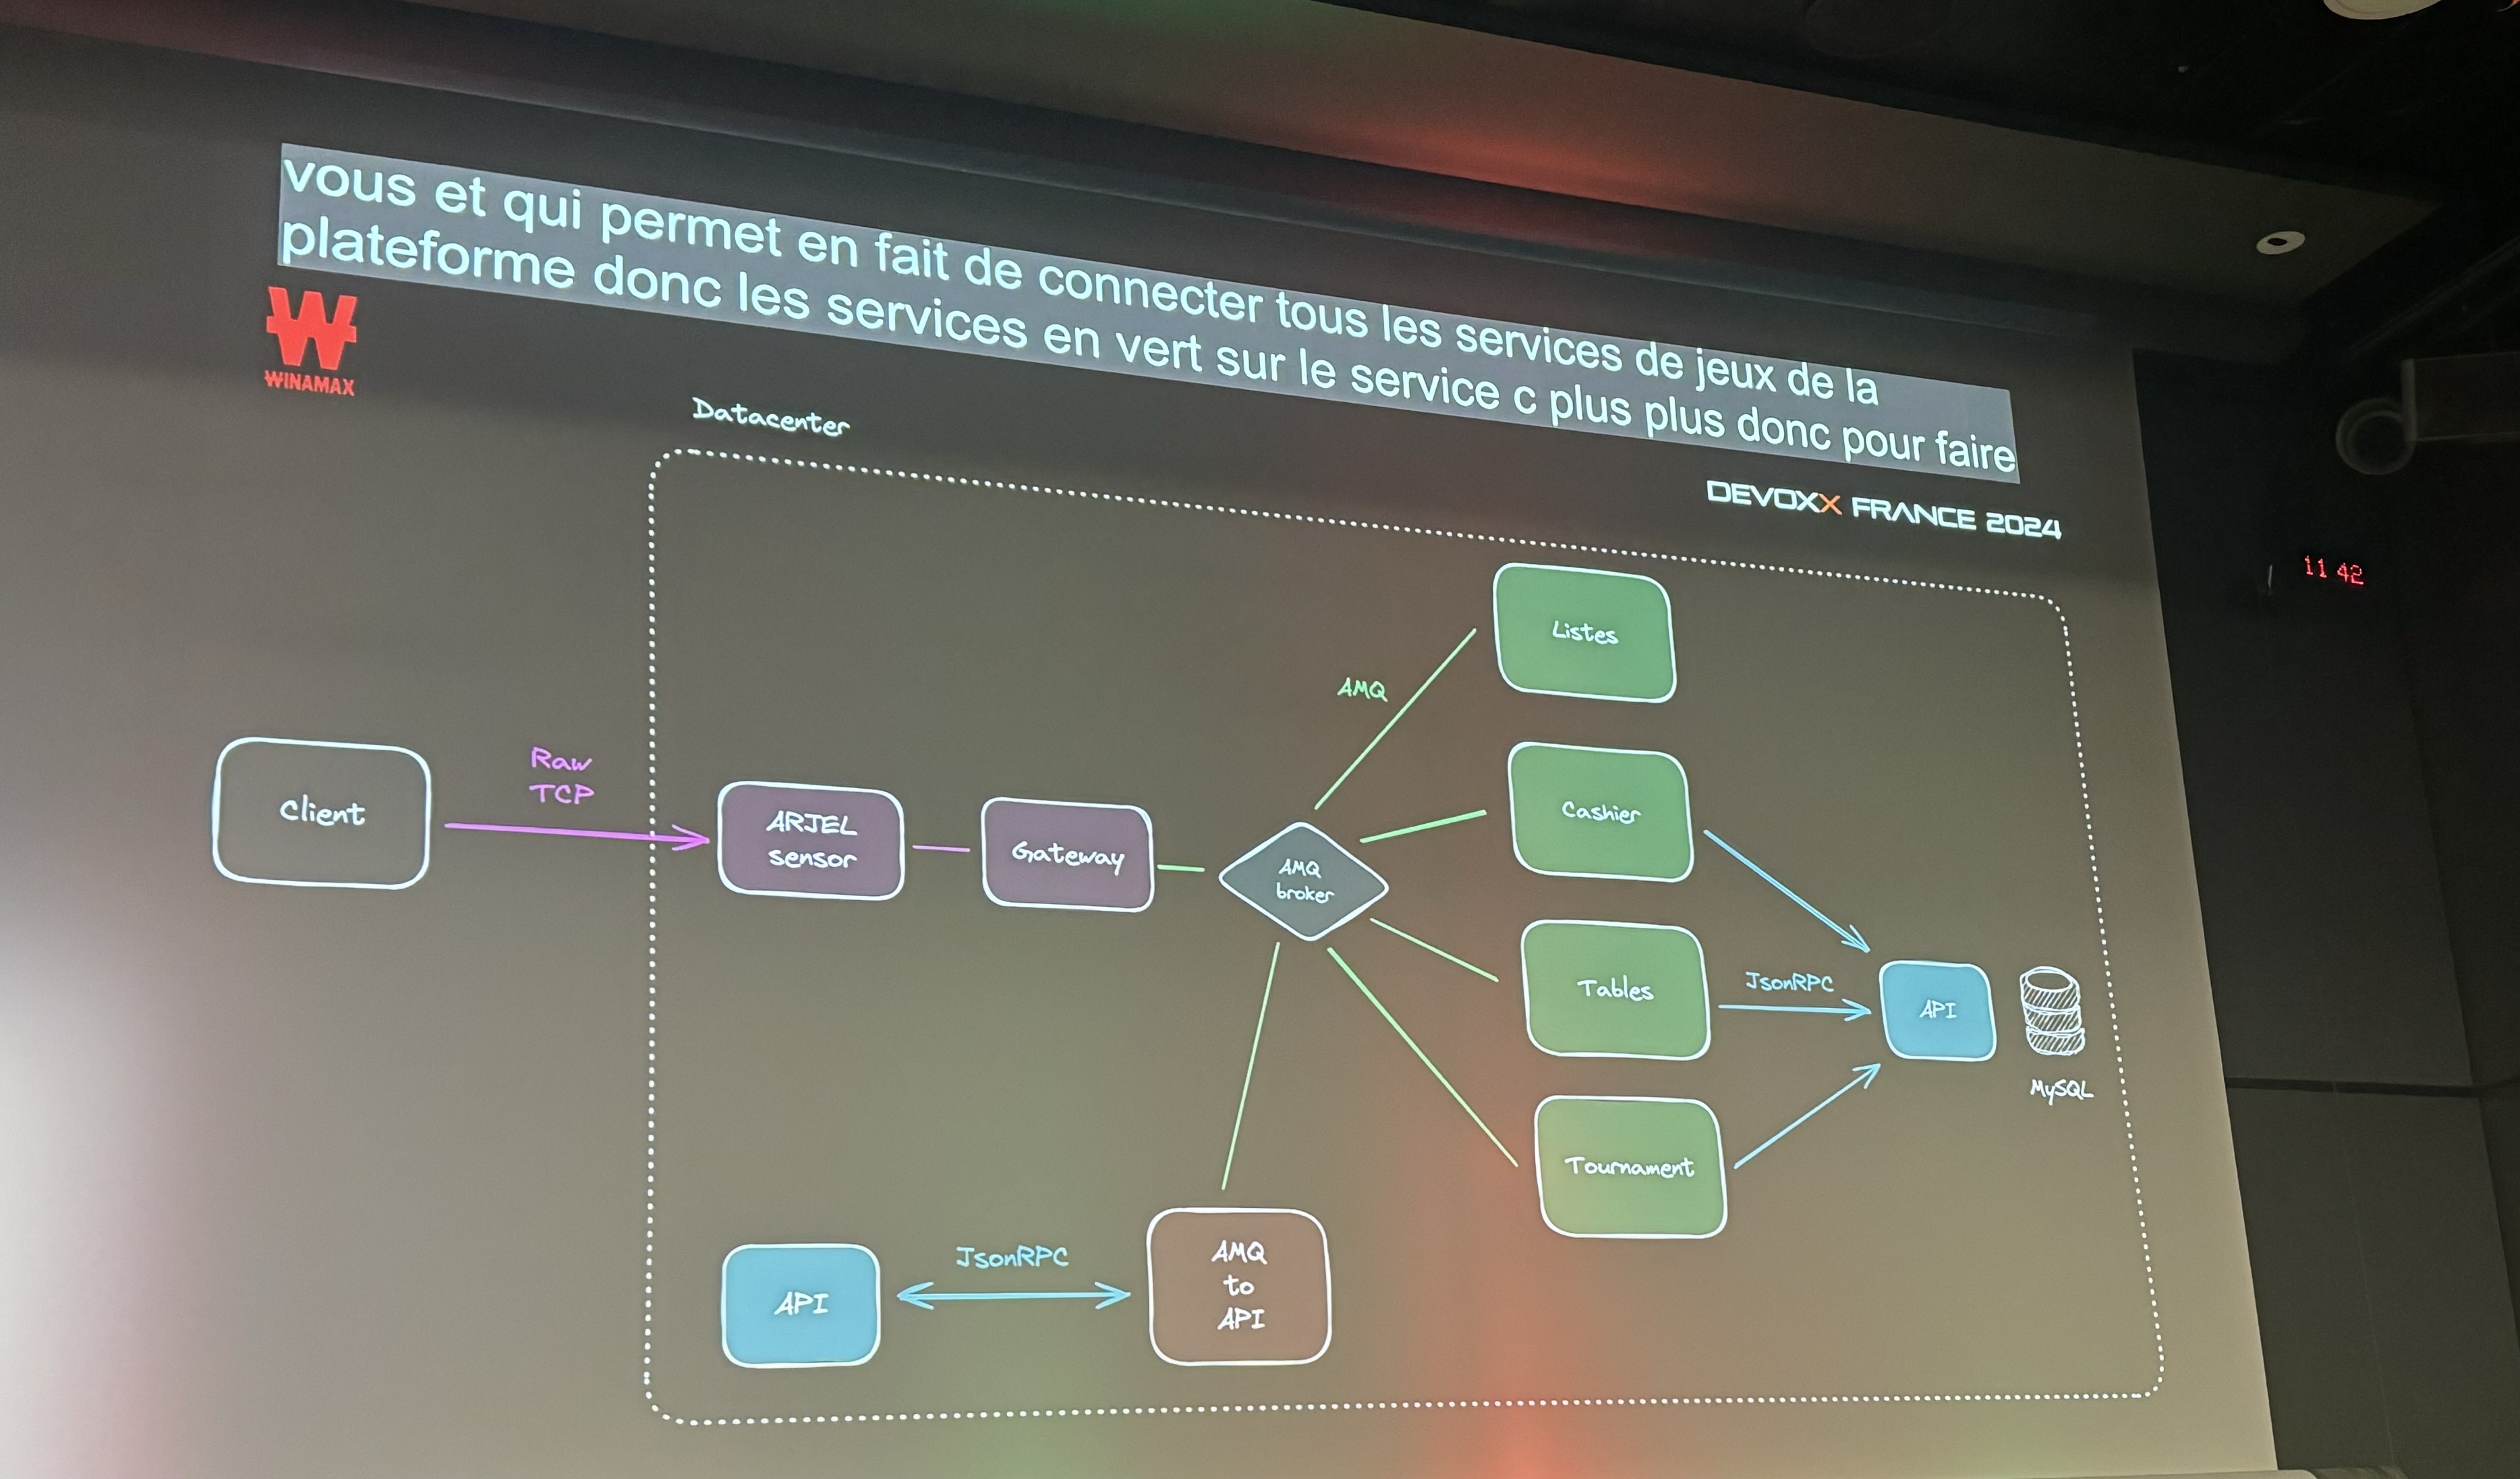 vous et qui permet en fait de connecter tous les services de jeux de la
plateforme donc les services en vert sur le service c plus plus donc pour faire
WINAMAX
DEVOXX FRANCE 2024
11 42
Datacenter
Client
Raw
TCP
ARJEL
sensor
Gateway
AMQ
broker
AMQ
Listes
Cashier
Tables
Tournament
JsonRPC
API
MySQL
API
JsonRPC
AMQ
to
API